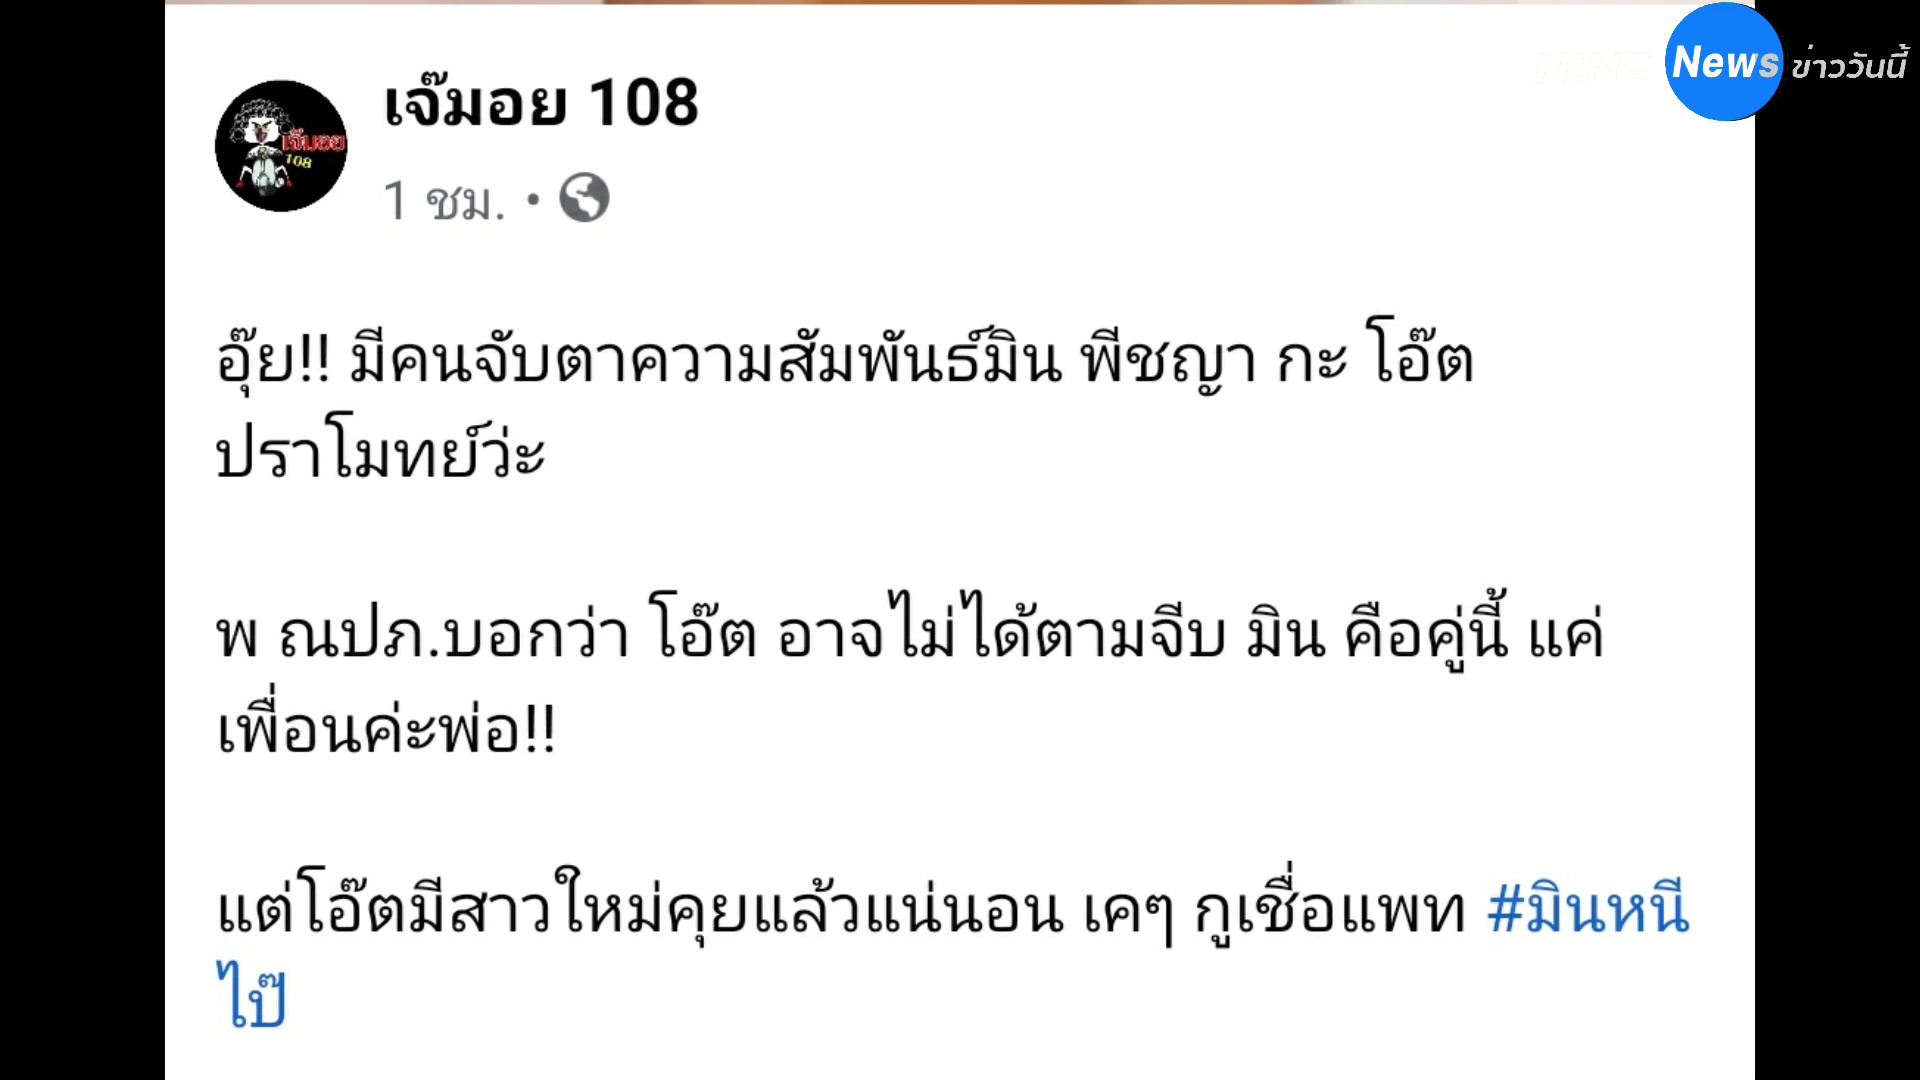 News ข่าววันนี้
เจ๊มอย 108
เจ๊มอย
108
1 ชม. •
อุ๊ย!! มีคนจับตาความสัมพันธ์มิน พีชญา กะ โอ๊ต
ปราโมทย์ว่ะ
พ ณปภ.บอกว่า โอ๊ต อาจไม่ได้ตามจีบ มิน คือคู่นี้ แค่
เพื่อนค่ะพ่อ!!
แต่โอ๊ตมีสาวใหม่คุยแล้วแน่นอน เคๆ กูเชื่อแพท #มินหนี
ไป๊